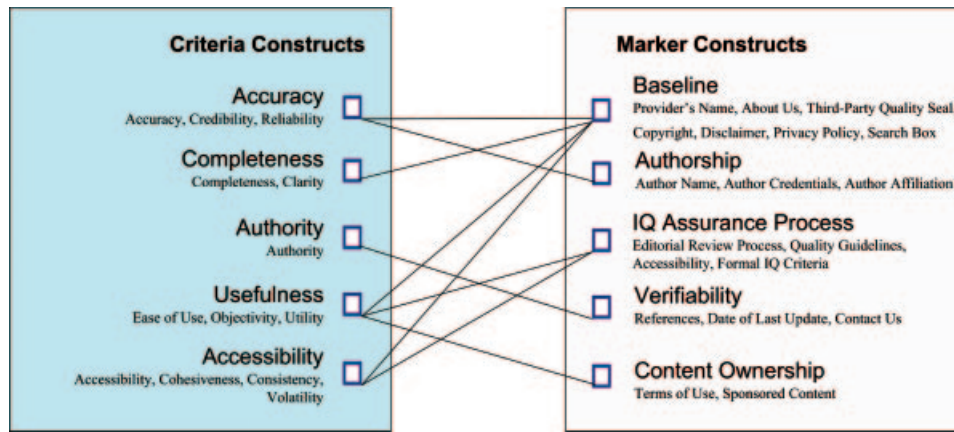 Criteria Constructs
Accuracy
Accuracy, Credibility, Reliability
Completeness
Completeness, Clarity
Authority
Authority
Usefulness
Ease of Use, Objectivity, Utility
Accessibility
Accessibility, Cohesiveness, Consistency,
Volatility
Marker Constructs
Baseline
Provider's Name, About Us, Third-Party Quality Seal,
Copyright, Disclaimer, Privacy Policy, Search Box
Authorship
Author Name, Author Credentials, Author Affiliation
IQ Assurance Process
Editorial Review Process, Quality Guidelines,
Accessibility, Formal IQ Criteria
Verifiability
References, Date of Last Update, Contact Us
Content Ownership
Terms of Use, Sponsored Content